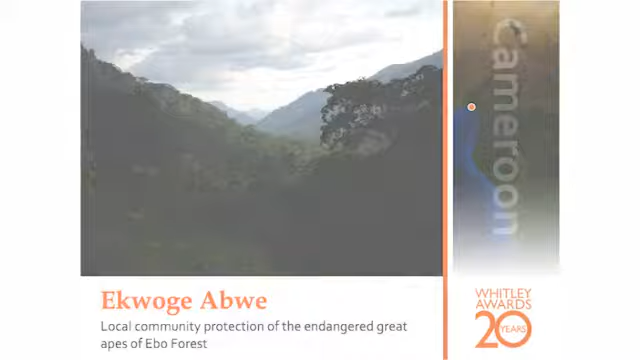 Cameroon
Ekwoge Abwe
Local community protection of the endangered great
apes of Ebo Forest
WHITLEY
AWARDS
20 YEARS